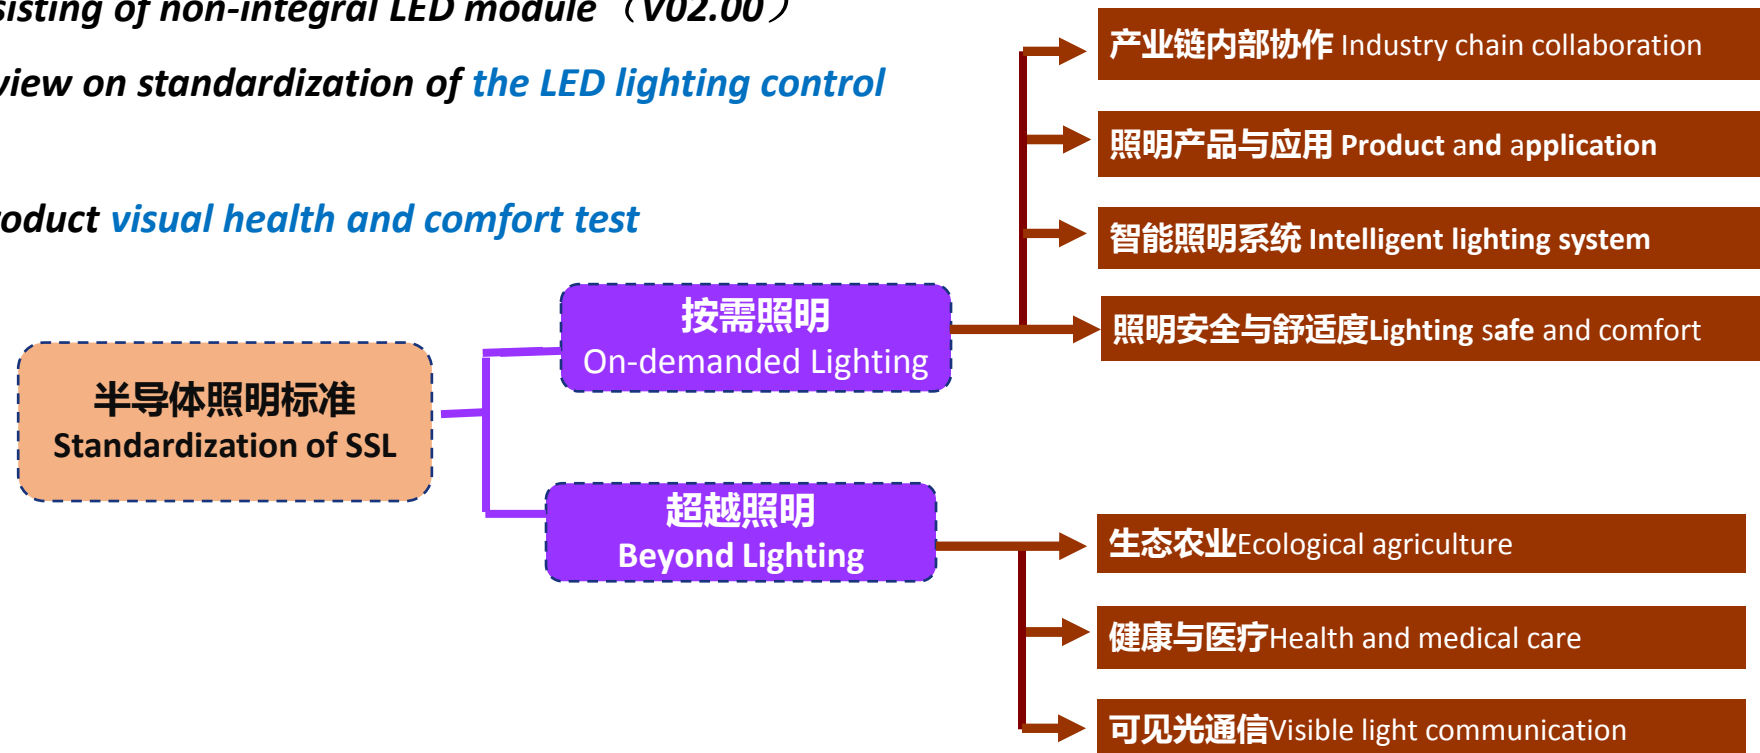 sisting of non-integral LED module（V02.00）
view on standardization of the LED lighting control
roduct visual health and comfort test
半导体照明标准
Standardization of SSL
按需照明
On-demanded Lighting
超越照明
Beyond Lighting
产业链内部协作 Industry chain collaboration
照明产品与应用 Product and application
智能照明系统 Intelligent lighting system
照明安全与舒适度Lighting safe and comfort
生态农业Ecological agriculture
健康与医疗Health and medical care
可见光通信Visible light communication